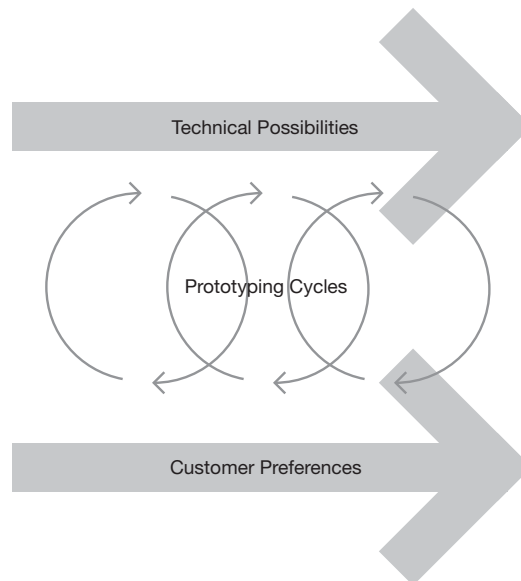 Technical Possibilities
Prototyping Cycles
Customer Preferences